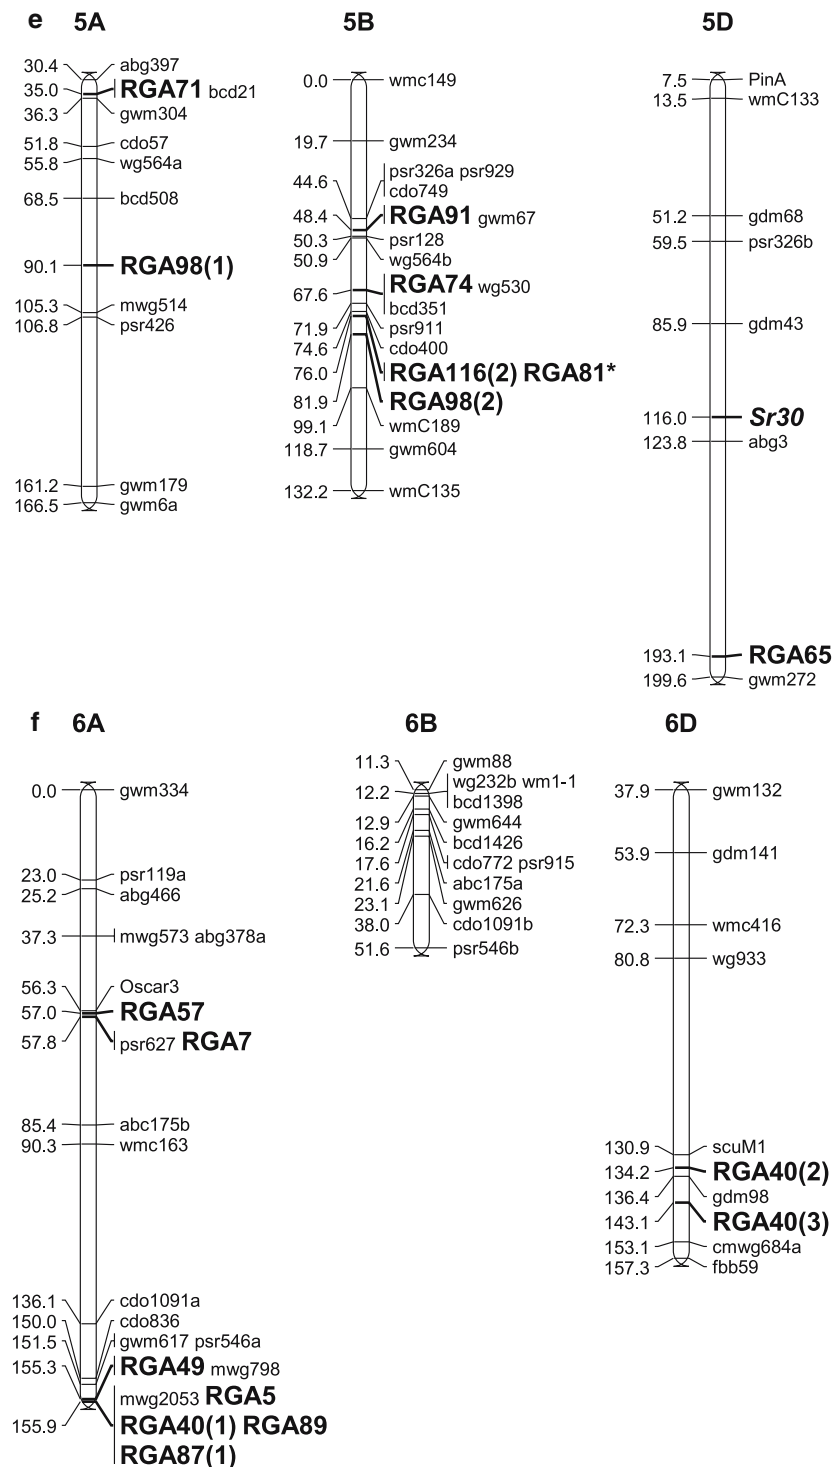 e 5A 5B 5D
30.4 abg397
35.0 RGA71 bcd21
36.3 gwm304
51.8 cdo57
55.8 wg564a
68.5 bcd508
90.1 RGA98(1)
105.3 mwg514
106.8 psr426
161.2 gwm179
166.5 gwm6a
0.0 wmc149
19.7 gwm234
44.6 psr326a psr929
cdo749
48.4 RGA91 gwm67
50.3 psr128
50.9 wg564b
67.6 RGA74 wg530
bcd351
71.9 psr911
74.6 cdo400
76.0 RGA116(2) RGA81*
81.9 RGA98(2)
99.1 wmC189
118.7 gwm604
132.2 wmC135
7.5 PinA
13.5 wmC133
51.2 gdm68
59.5 psr326b
85.9 gdm43
116.0 Sr30
123.8 abg3
193.1 RGA65
199.6 gwm272
f 6A 6B 6D
0.0 gwm334
23.0 psr119a
25.2 abg466
37.3 mwg573 abg378a
56.3 Oscar3
57.0 RGA57
57.8 psr627 RGA7
85.4 abc175b
90.3 wmc163
136.1 cdo1091a
150.0 cdo836
151.5 gwm617 psr546a
155.3 RGA49 mwg798
mwg2053 RGA5
155.9 RGA40(1) RGA89
RGA87(1)
11.3 gwm88
12.2 wg232b wm1-1
bcd1398
12.9 gwm644
16.2 bcd1426
17.6 cdo772 psr915
21.6 abc175a
23.1 gwm626
38.0 cdo1091b
51.6 psr546b
37.9 gwm132
53.9 gdm141
72.3 wmc416
80.8 wg933
130.9 scuM1
134.2 RGA40(2)
136.4 gdm98
143.1 RGA40(3)
153.1 cmwg684a
157.3 fbb59